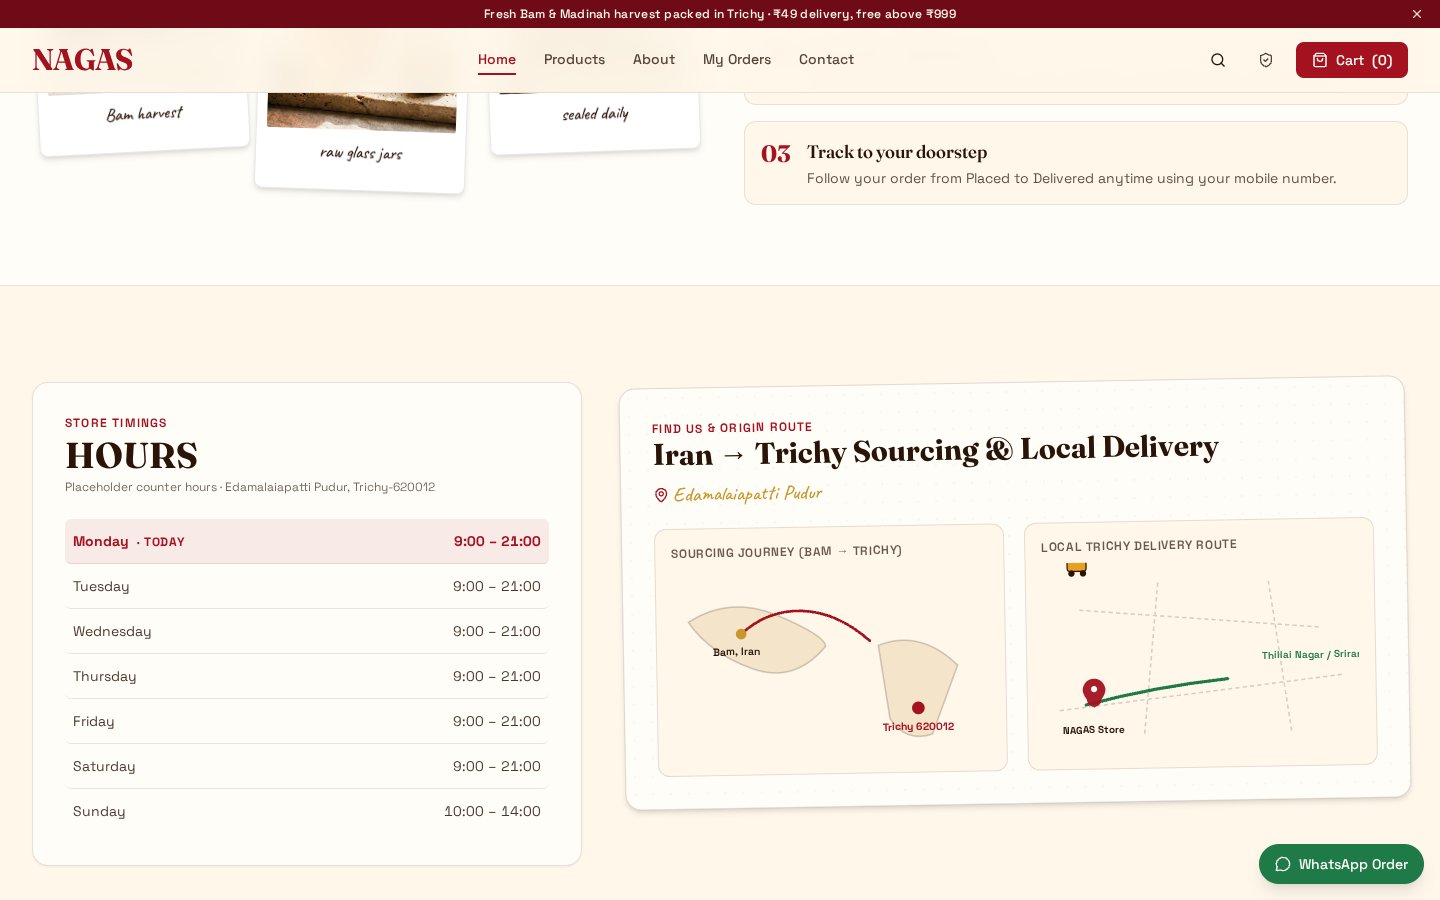 Fresh Bam & Madinah harvest packed in Trichy · ₹49 delivery, free above ₹999
NAGAS
Home
Products
About
My Orders
Contact
Cart (0)
Bam harvest
raw glass jars
sealed daily
03
Track to your doorstep
Follow your order from Placed to Delivered anytime using your mobile number.
STORE TIMINGS
HOURS
Placeholder counter hours · Edamalaiapatti Pudur, Trichy-620012
Monday · TODAY 9:00 – 21:00
Tuesday 9:00 – 21:00
Wednesday 9:00 – 21:00
Thursday 9:00 – 21:00
Friday 9:00 – 21:00
Saturday 9:00 – 21:00
Sunday 10:00 – 14:00
FIND US & ORIGIN ROUTE
Iran → Trichy Sourcing & Local Delivery
Edamalaiapatti Pudur
SOURCING JOURNEY (BAM → TRICHY)
Bam, Iran
Trichy 620012
LOCAL TRICHY DELIVERY ROUTE
Thillai Nagar /
NAGAS Store
WhatsApp Order